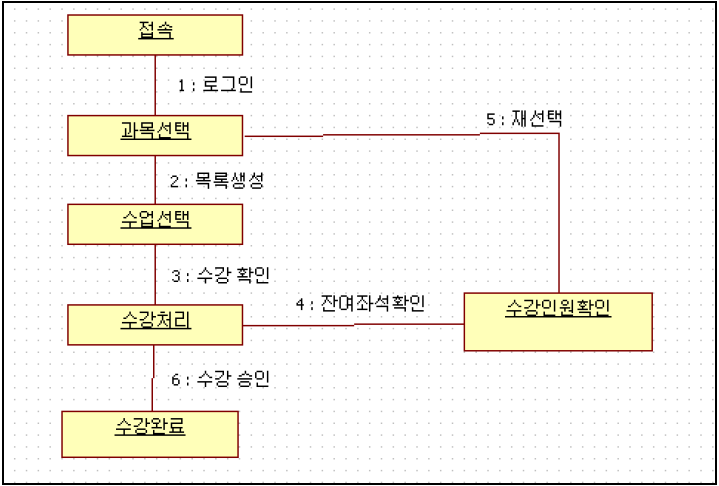 접속
1 : 로그인
과목선택
5 : 재선택
2 : 목록생성
수업선택
3 : 수강 확인
4 : 잔여좌석확인
수강인원확인
수강처리
6 : 수강 승인
수강완료